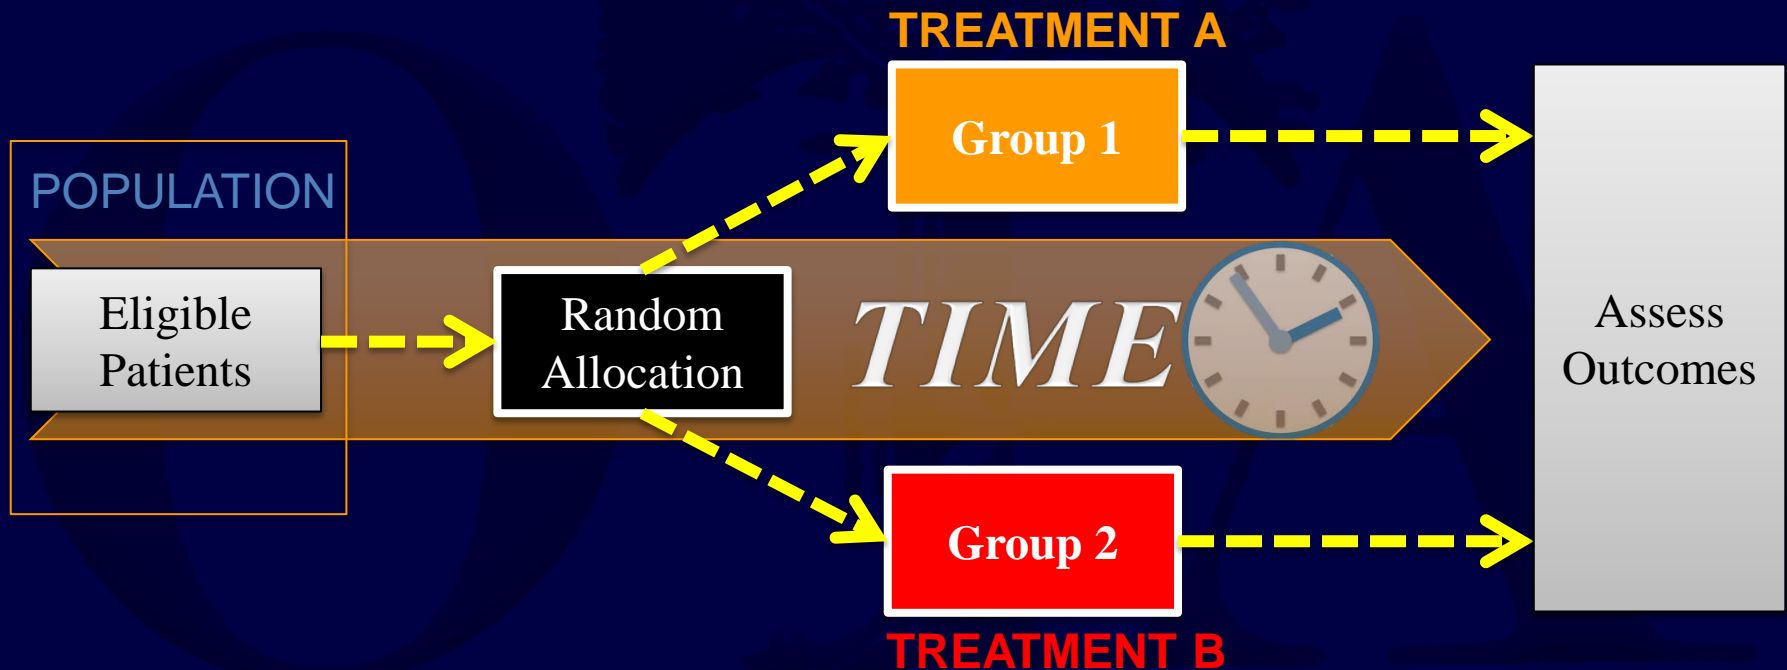 TREATMENT A
Group 1
POPULATION
Eligible
Patients
Random
Allocation
TIME
Assess
Outcomes
Group 2
TREATMENT B